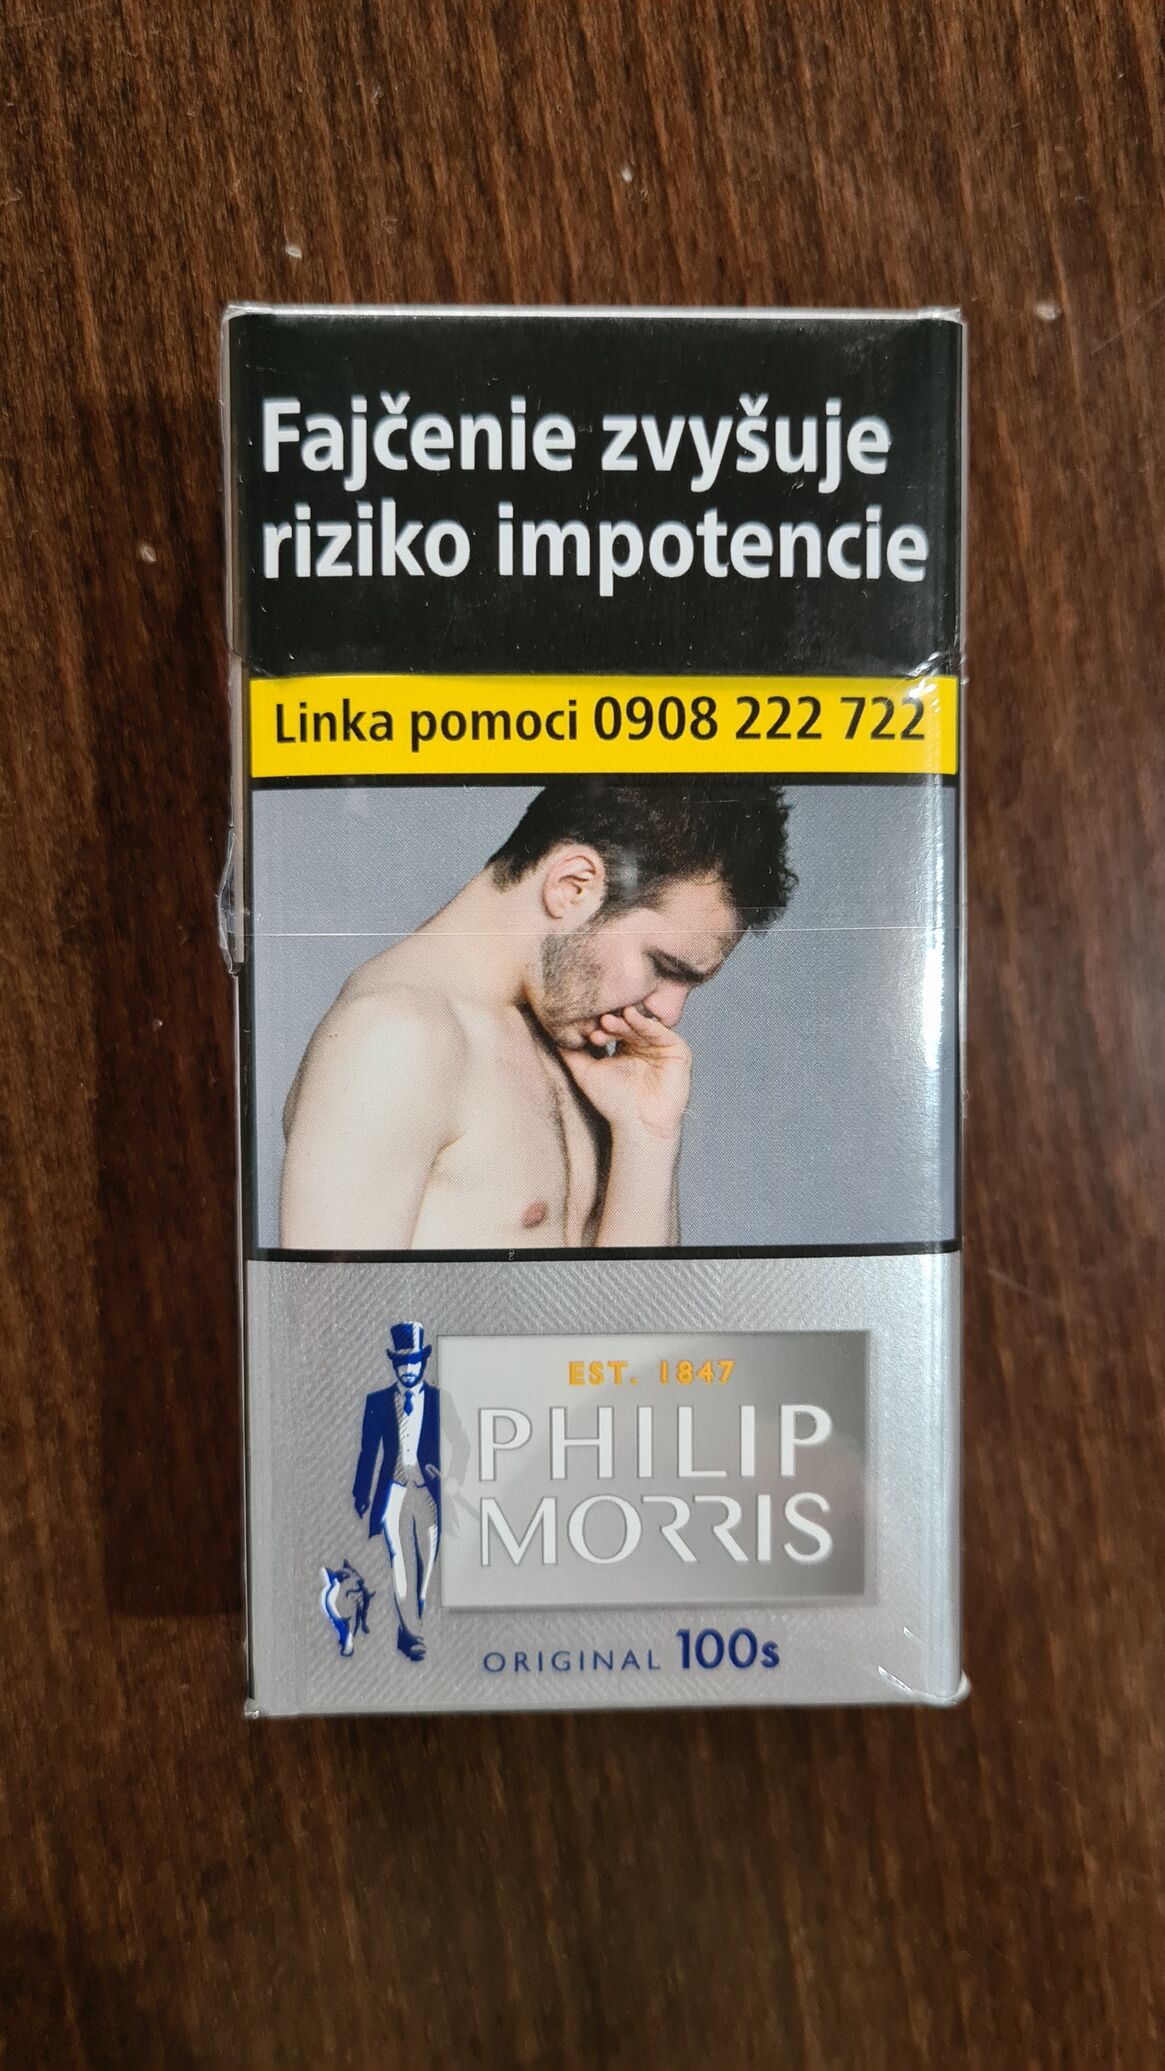 Fajčenie zvyšuje
riziko impotencie
Linka pomoci 0908 222 722
EST. 1847
PHILIP
MORRIS
ORIGINAL 100s